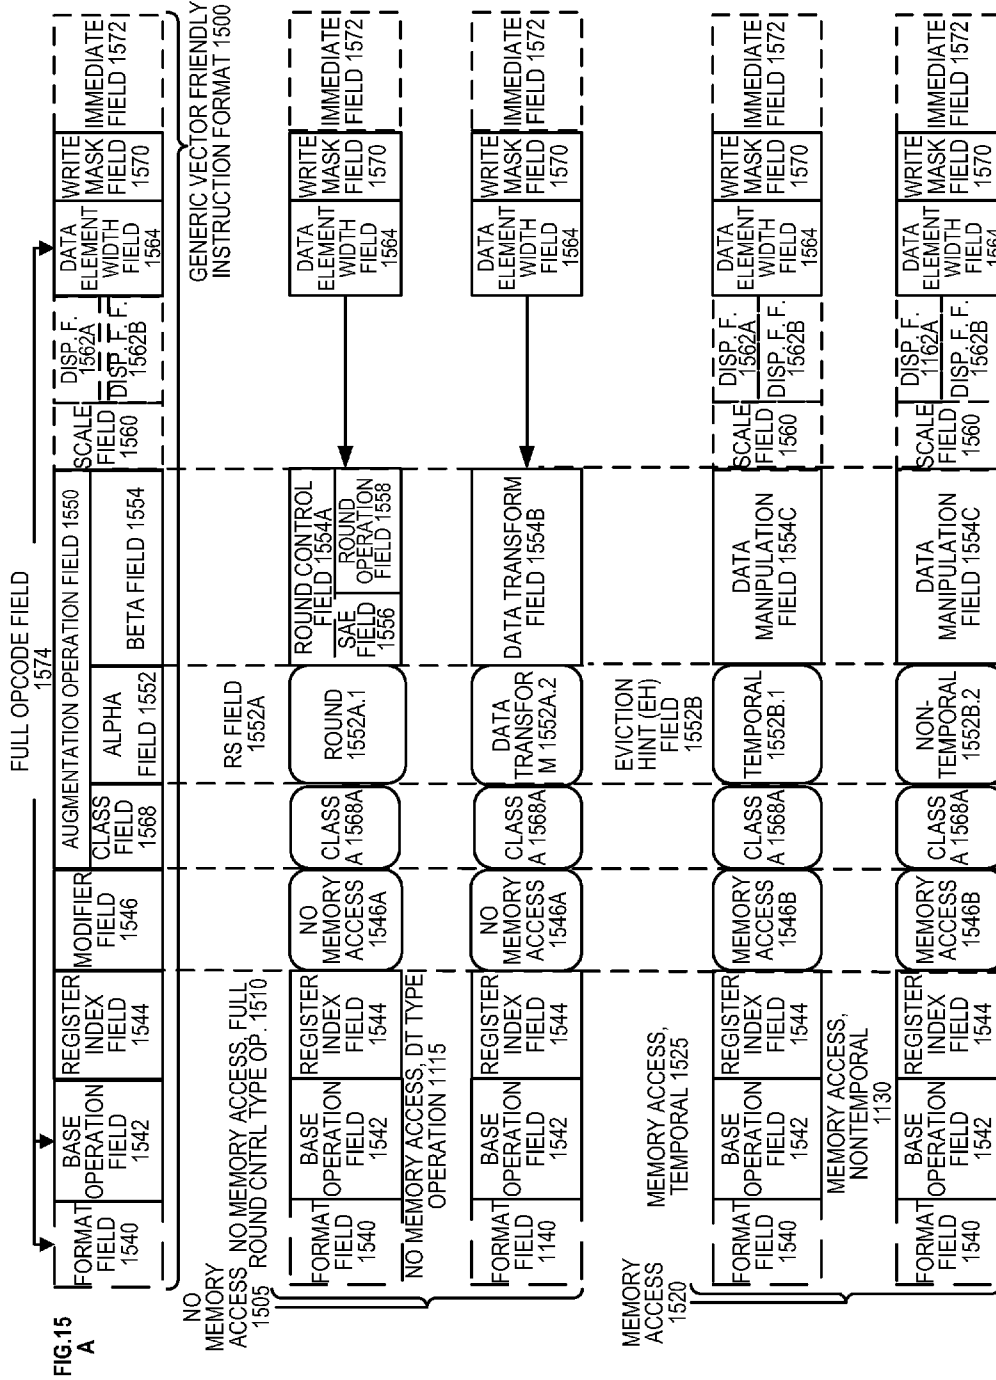 FIG.15
A
FULL OPCODE FIELD
1574
FORMAT
FIELD
1540
BASE
OPERATION
FIELD
1542
REGISTER
INDEX
FIELD
1544
MODIFIER
FIELD
1546
AUGMENTATION OPERATION FIELD 1550
CLASS
FIELD
1568
ALPHA
FIELD 1552
BETA FIELD 1554
SCALE
FIELD
1560
DISP. F.
1562A
DISP. F. F.
1562B
DATA
ELEMENT
WIDTH
FIELD
1564
WRITE
MASK
FIELD
1570
IMMEDIATE
FIELD 1572
GENERIC VECTOR FRIENDLY
INSTRUCTION FORMAT 1500
NO
MEMORY
ACCESS
1505
NO MEMORY ACCESS, FULL
ROUND CNTRL TYPE OP. 1510
RS FIELD
1552A
FORMAT
FIELD
1540
BASE
OPERATION
FIELD
1542
REGISTER
INDEX
FIELD
1544
NO
MEMORY
ACCESS
1546A
CLASS
A 1568A
ROUND
1552A.1
ROUND CONTROL
FIELD 1554A
SAE
FIELD
1556
ROUND
OPERATION
FIELD 1558
DATA
ELEMENT
WIDTH
FIELD
1564
WRITE
MASK
FIELD
1570
IMMEDIATE
FIELD 1572
NO MEMORY ACCESS, DT TYPE
OPERATION 1115
FORMAT
FIELD
1140
BASE
OPERATION
FIELD
1542
REGISTER
INDEX
FIELD
1544
NO
MEMORY
ACCESS
1546A
CLASS
A 1568A
DATA
TRANSFOR
M 1552A.2
DATA TRANSFORM
FIELD 1554B
DATA
ELEMENT
WIDTH
FIELD
1564
WRITE
MASK
FIELD
1570
IMMEDIATE
FIELD 1572
MEMORY
ACCESS
1520
MEMORY ACCESS,
TEMPORAL 1525
EVICTION
HINT (EH)
FIELD
1552B
FORMAT
FIELD
1540
BASE
OPERATION
FIELD
1542
REGISTER
INDEX
FIELD
1544
MEMORY
ACCESS
1546B
CLASS
A 1568A
TEMPORAL
1552B.1
DATA
MANIPULATION
FIELD 1554C
SCALE
FIELD
1560
DISP. F.
1562A
DISP. F. F.
1562B
DATA
ELEMENT
WIDTH
FIELD
1564
WRITE
MASK
FIELD
1570
IMMEDIATE
FIELD 1572
MEMORY ACCESS,
NONTEMPORAL
1130
FORMAT
FIELD
1540
BASE
OPERATION
FIELD
1542
REGISTER
INDEX
FIELD
1544
MEMORY
ACCESS
1546B
CLASS
A 1568A
NON-
TEMPORAL
1552B.2
DATA
MANIPULATION
FIELD 1554C
SCALE
FIELD
1560
DISP. F.
1162A
DISP. F. F.
1562B
DATA
ELEMENT
WIDTH
FIELD
1564
WRITE
MASK
FIELD
1570
IMMEDIATE
FIELD 1572